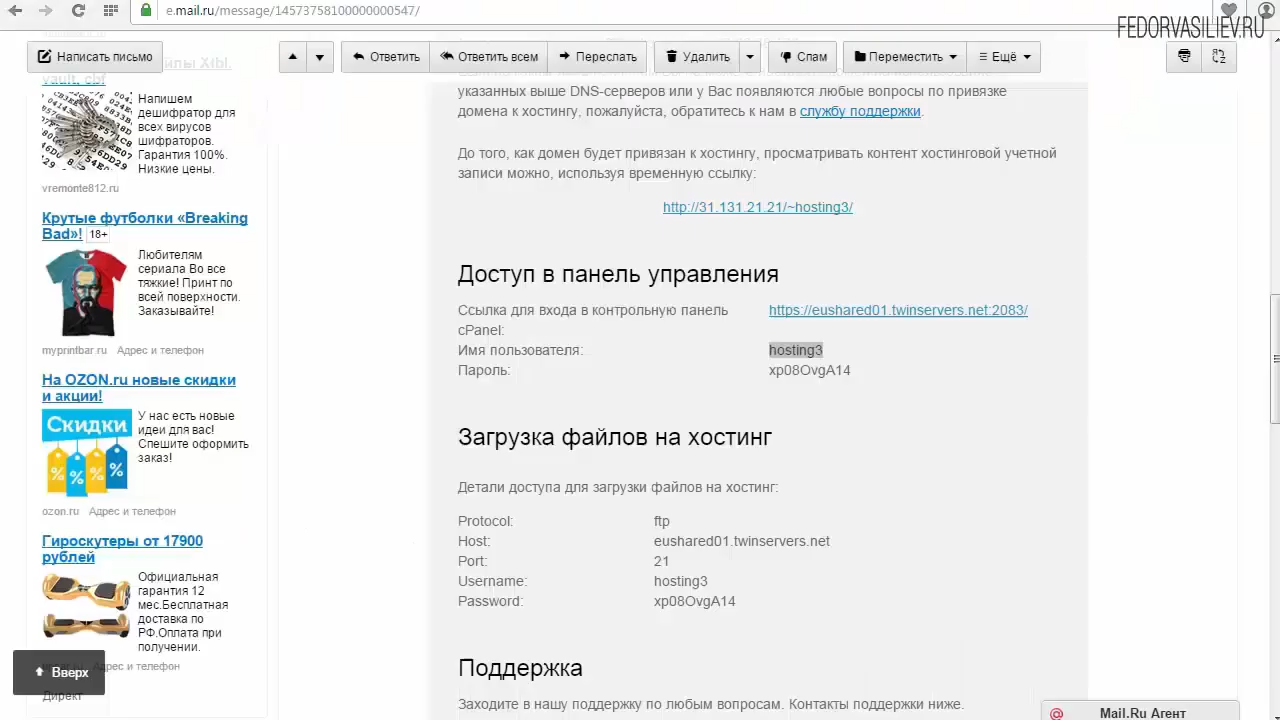 e.mail.ru/message/14573758100000000547/
FEDORVASILIEV.RU
Написать письмо
Ответить
Ответить всем
Переслать
Удалить
Спам
Переместить
Ещё
vault, cbf
Напишем
дешифратор для
всех вирусов
шифраторов.
Гарантия 100%.
Низкие цены.
vremonte812.ru
Крутые футболки «Breaking
Bad»! 18+
Любителям
сериала Во все
тяжкие! Принт по
всей поверхности.
Заказывайте!
myprintbar.ru Адрес и телефон
На OZON.ru новые скидки
и акции!
Скидки
У нас есть новые
идеи для вас!
Спешите оформить
заказ!
ozon.ru Адрес и телефон
Гироскутеры от 17900
рублей
Официальная
гарантия 12
мес.Бесплатная
доставка по
РФ.Оплата при
получении.
Адрес и телефон
Вверх
Директ
указанных выше DNS-серверов или у Вас появляются любые вопросы по привязке
домена к хостингу, пожалуйста, обратитесь к нам в службу поддержки.
До того, как домен будет привязан к хостингу, просматривать контент хостинговой учетной
записи можно, используя временную ссылку:
http://31.131.21.21/~hosting3/
Доступ в панель управления
Ссылка для входа в контрольную панель https://eushared01.twinservers.net:2083/
cPanel:
Имя пользователя: hosting3
Пароль: xp08OvgA14
Загрузка файлов на хостинг
Детали доступа для загрузки файлов на хостинг:
Protocol: ftp
Host: eushared01.twinservers.net
Port: 21
Username: hosting3
Password: xp08OvgA14
Поддержка
Заходите в нашу поддержку по любым вопросам. Контакты поддержки ниже.
Mail.Ru Агент